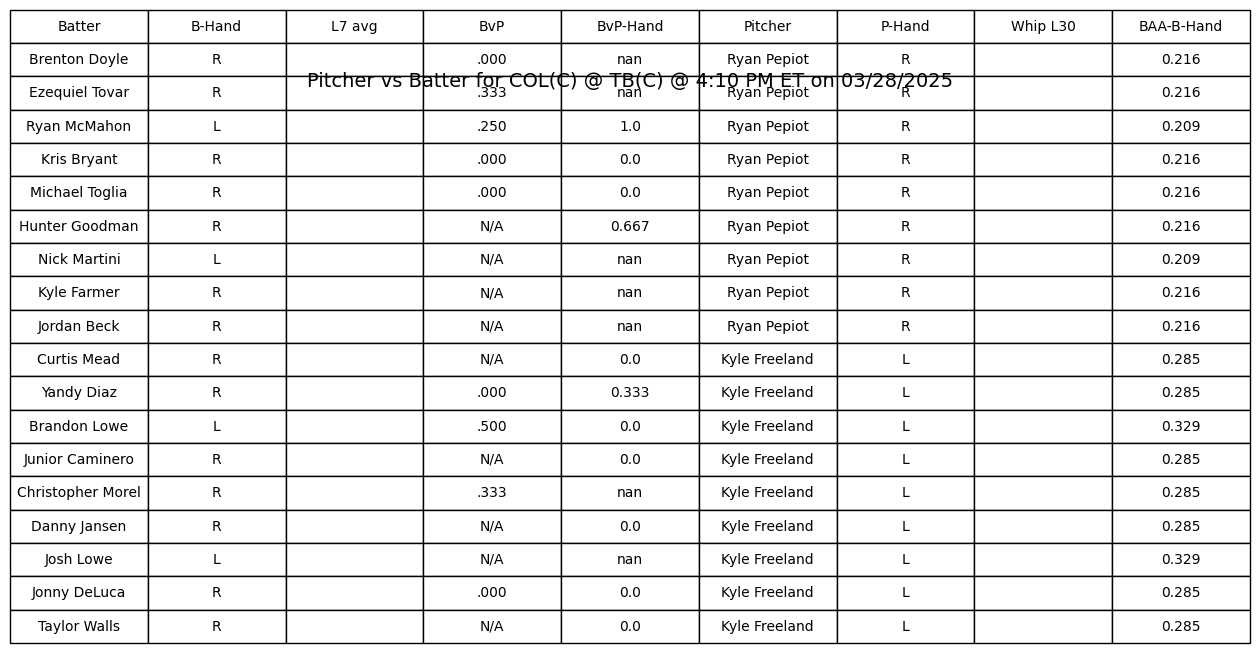 Batter B-Hand L7 avg BvP BvP-Hand Pitcher P-Hand Whip L30 BAA-B-Hand
Brenton Doyle R .000 nan Ryan Pepiot R 0.216
Pitcher vs Batter for COL(C) @ TB(C) @ 4:10 PM ET on 03/28/2025
Ezequiel Tovar R .333 nan Ryan Pepiot R 0.216
Ryan McMahon L .250 1.0 Ryan Pepiot R 0.209
Kris Bryant R .000 0.0 Ryan Pepiot R 0.216
Michael Toglia R .000 0.0 Ryan Pepiot R 0.216
Hunter Goodman R N/A 0.667 Ryan Pepiot R 0.216
Nick Martini L N/A nan Ryan Pepiot R 0.209
Kyle Farmer R N/A nan Ryan Pepiot R 0.216
Jordan Beck R N/A nan Ryan Pepiot R 0.216
Curtis Mead R N/A 0.0 Kyle Freeland L 0.285
Yandy Diaz R .000 0.333 Kyle Freeland L 0.285
Brandon Lowe L .500 0.0 Kyle Freeland L 0.329
Junior Caminero R N/A 0.0 Kyle Freeland L 0.285
Christopher Morel R .333 nan Kyle Freeland L 0.285
Danny Jansen R N/A 0.0 Kyle Freeland L 0.285
Josh Lowe L N/A nan Kyle Freeland L 0.329
Jonny DeLuca R .000 0.0 Kyle Freeland L 0.285
Taylor Walls R N/A 0.0 Kyle Freeland L 0.285